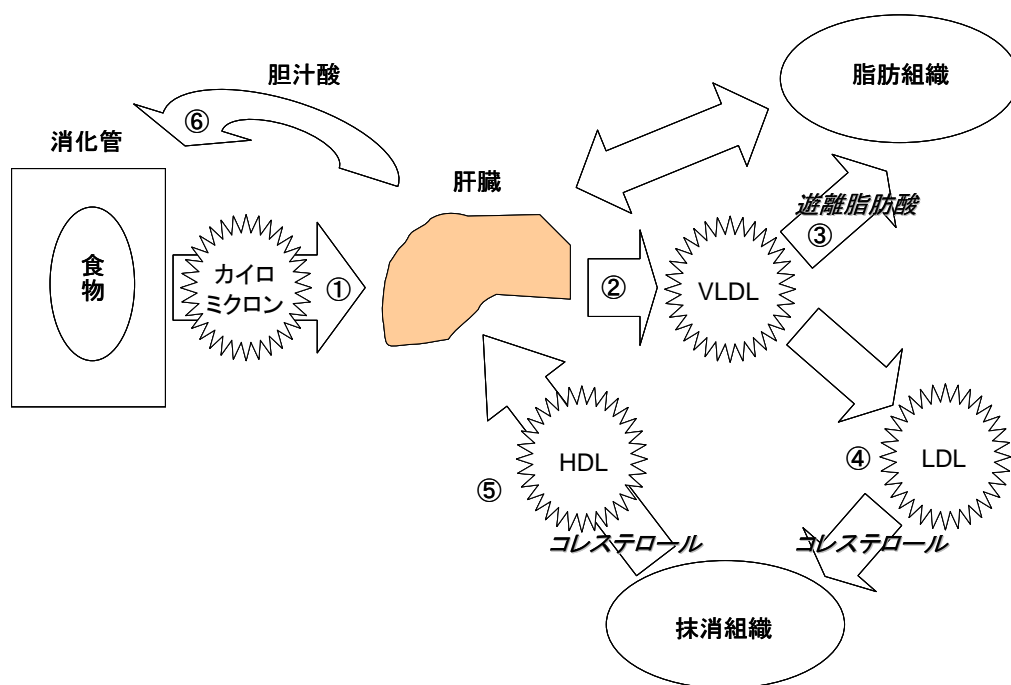 胆汁酸
脂肪組織
⑥
消化管
肝臓
遊離脂肪酸
③
食
物
カイロ
ミクロン
①
②
VLDL
HDL
④
LDL
⑤
コレステロール
コレステロール
抹消組織